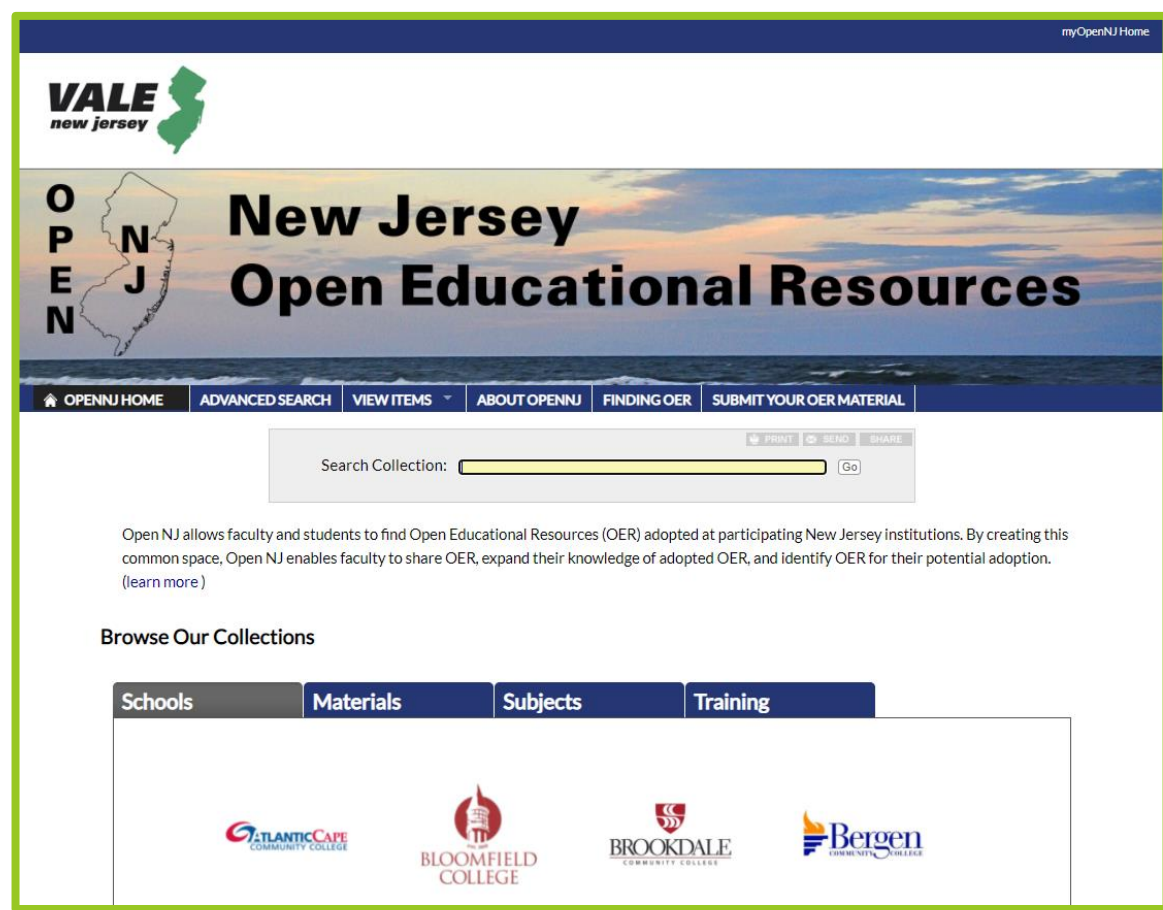 myOpenNJ Home
VALE
new jersey
OPEN
NJ
New Jersey
Open Educational Resources
OPENNJ HOME ADVANCED SEARCH VIEW ITEMS ABOUT OPENNJ FINDING OER SUBMIT YOUR OER MATERIAL
PRINT SEND SHARE
Search Collection: Go
Open NJ allows faculty and students to find Open Educational Resources (OER) adopted at participating New Jersey institutions. By creating this
common space, Open NJ enables faculty to share OER, expand their knowledge of adopted OER, and identify OER for their potential adoption.
(learn more )
Browse Our Collections
Schools Materials Subjects Training
ATLANTICCAPE
COMMUNITY COLLEGE
BLOOMFIELD
COLLEGE
BROOKDALE
COMMUNITY COLLEGE
Bergen
COMMUNITY COLLEGE